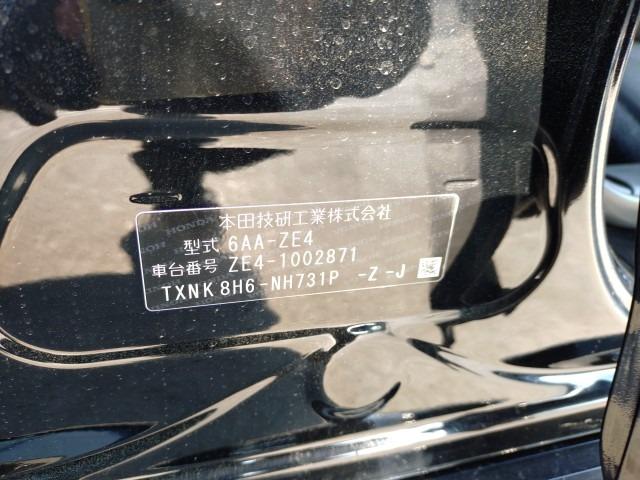 本田技研工業株式会社
型式 6AA-ZE4
車台番号 ZE4-1002871
TXNK 8H6-NH731P -Z-J